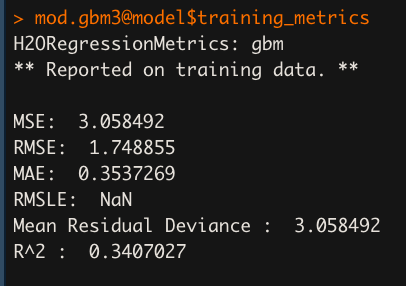 > mod.gbm3@model$training_metrics
H2ORegressionMetrics: gbm
** Reported on training data. **
MSE:  3.058492
RMSE:  1.748855
MAE:  0.3537269
RMSLE:  NaN
Mean Residual Deviance :  3.058492
R^2 :  0.3407027